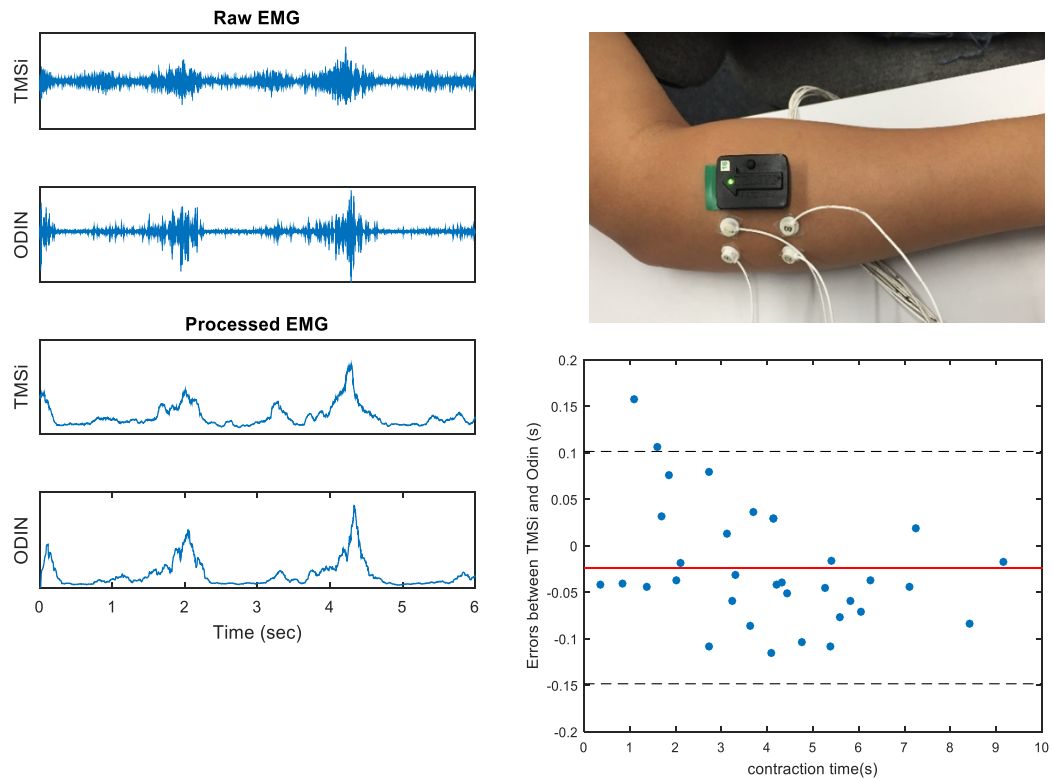 Raw EMG
TMSi
ODIN
Processed EMG
TMSi
ODIN
0 1 2 3 4 5 6
Time (sec)
0.2
0.15
0.1
0.05
0
-0.05
-0.1
-0.15
-0.2
Errors between TMSi and Odin (s)
0 1 2 3 4 5 6 7 8 9 10
contraction time(s)